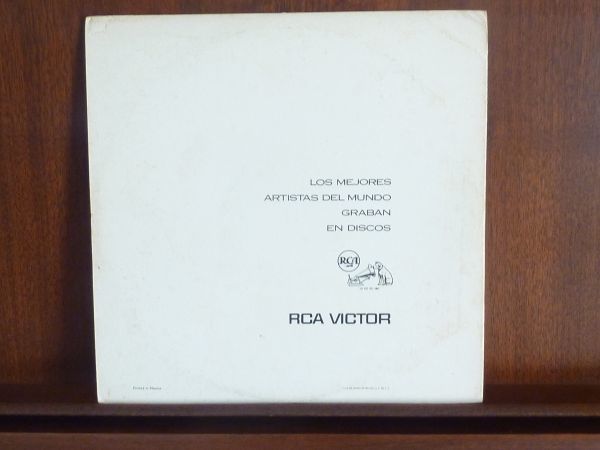 LOS MEJORES
ARTISTAS DEL MUNDO
GRABAN
EN DISCOS
RCA
RCA VICTOR